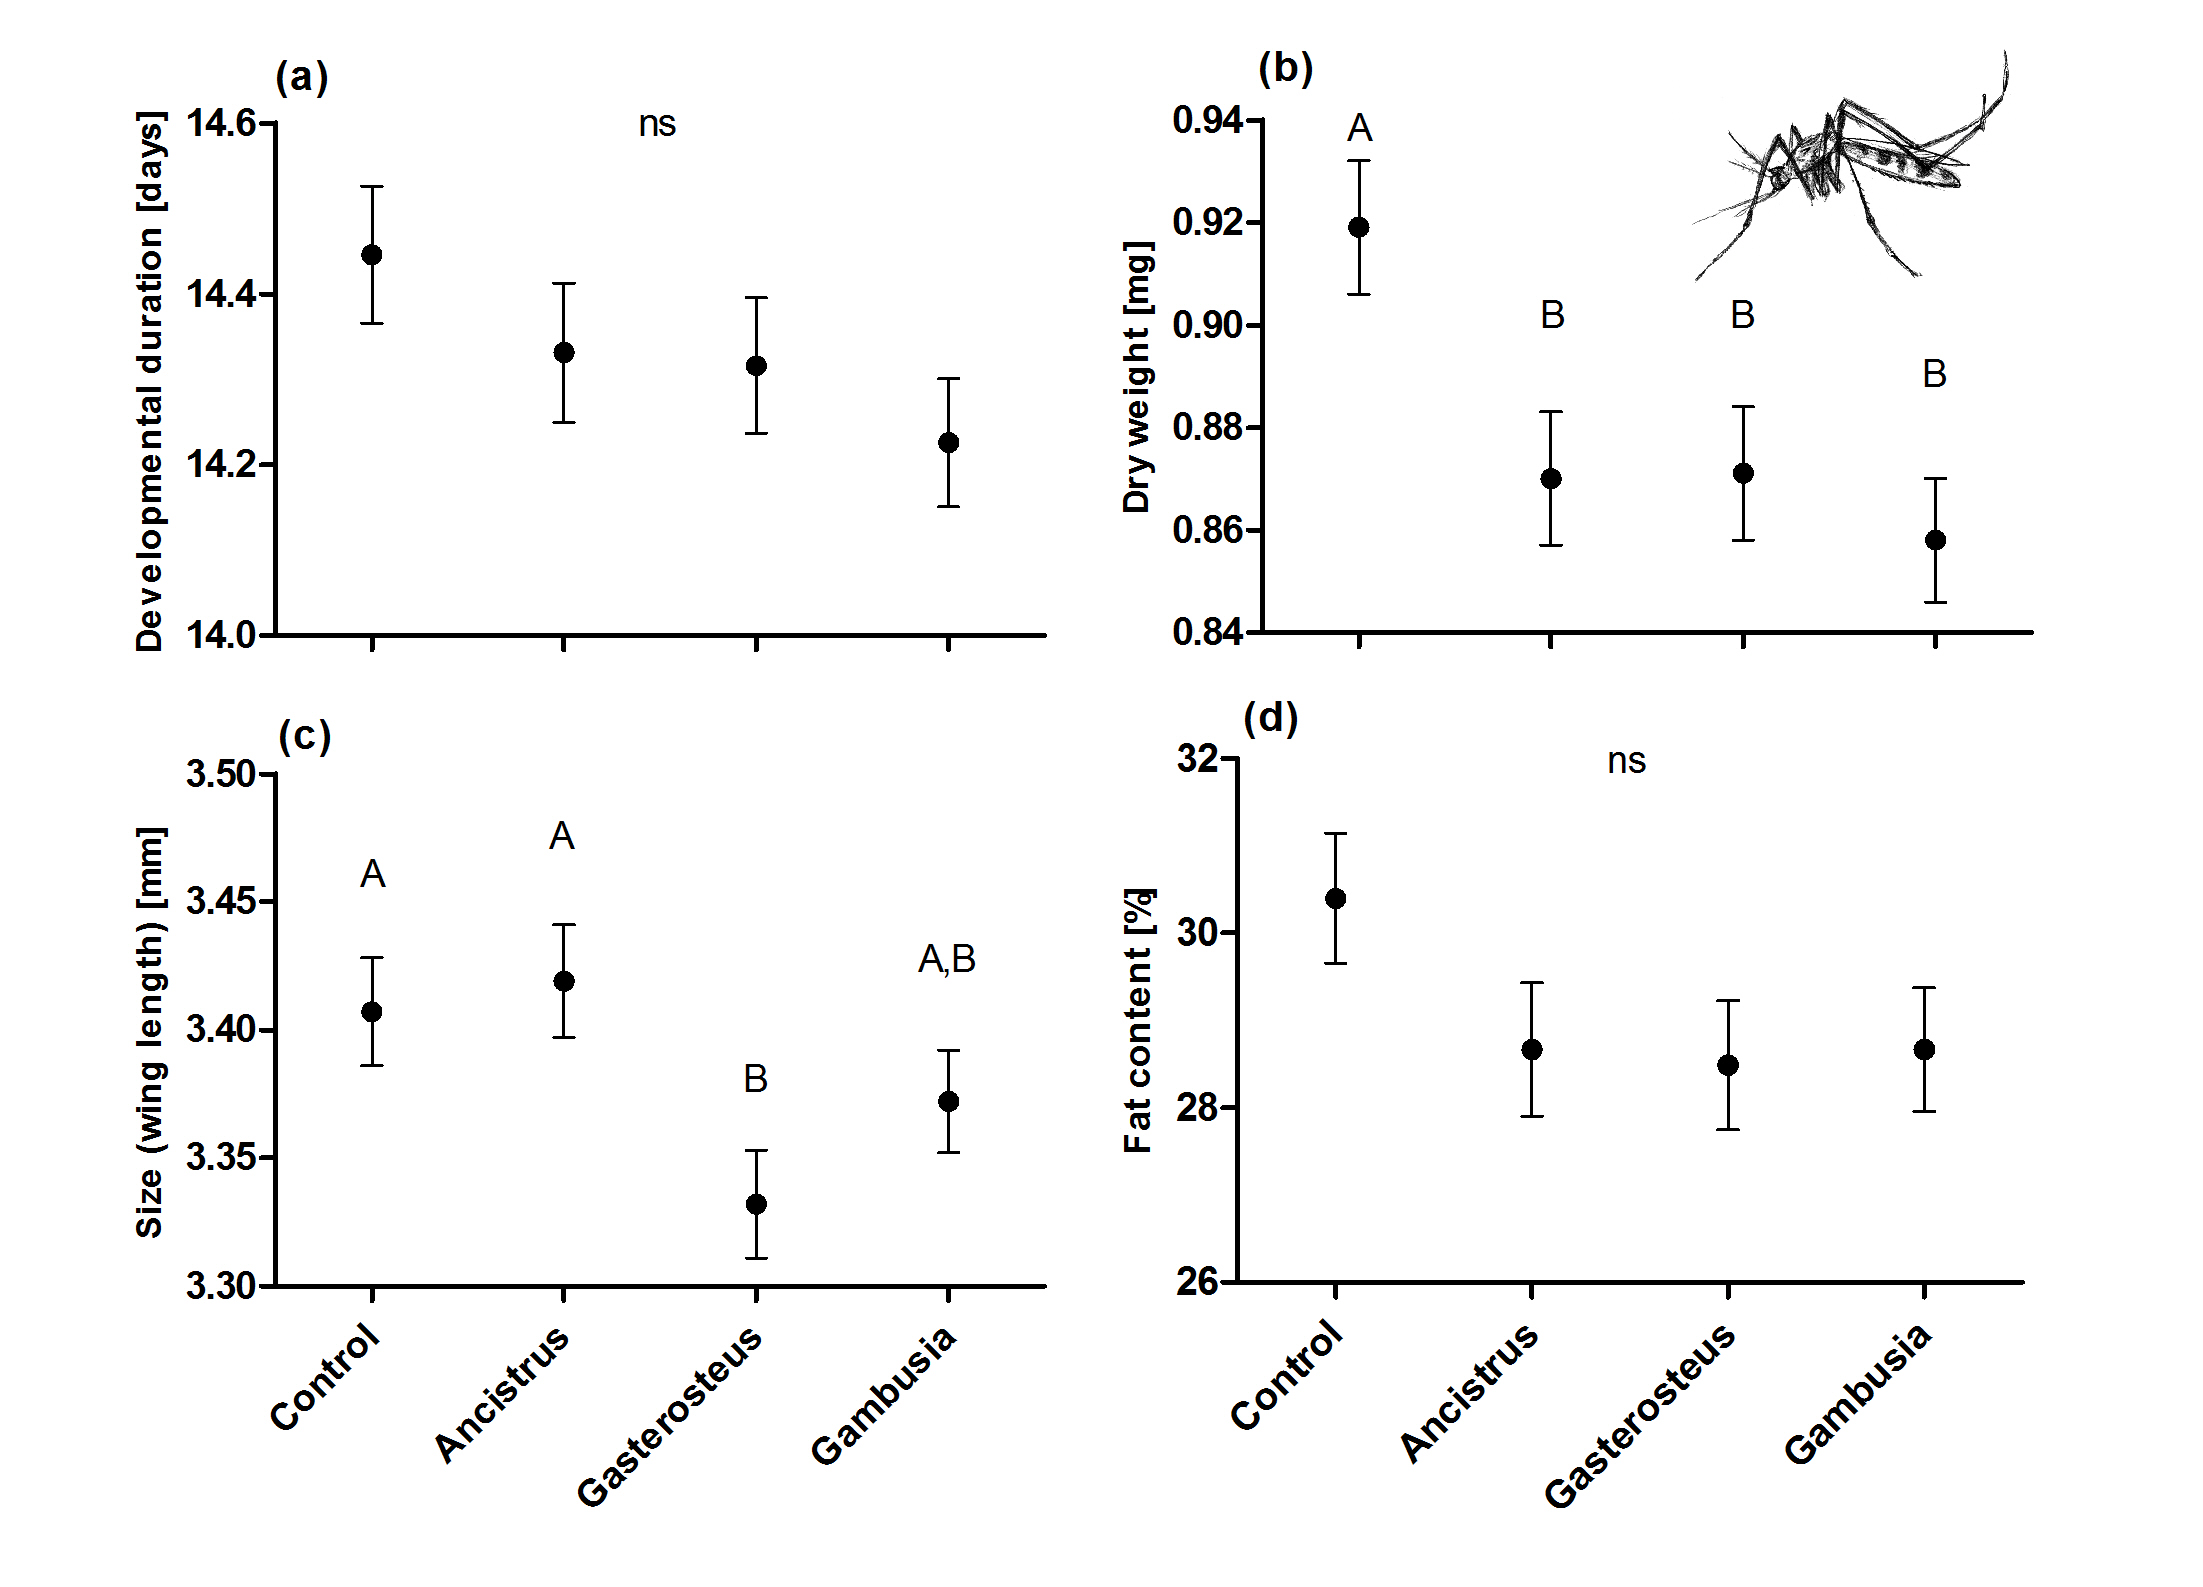 (a)
ns
Developmental duration [days]
14.6
14.4
14.2
14.0
(b)
Dry weight [mg]
0.94
0.92
0.90
0.88
0.86
0.84
A
B
B
B
(c)
Size (wing length) [mm]
3.50
3.45
3.40
3.35
3.30
A
A
B
A,B
Control
Ancistrus
Gasterosteus
Gambusia
(d)
ns
Fat content [%]
32
30
28
26
Control
Ancistrus
Gasterosteus
Gambusia